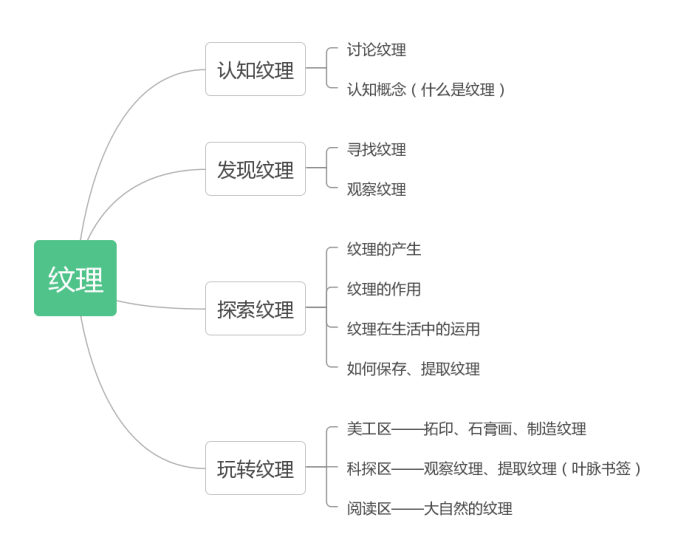 纹理
认知纹理
讨论纹理
认知概念（什么是纹理）
发现纹理
寻找纹理
观察纹理
探索纹理
纹理的产生
纹理的作用
纹理在生活中的运用
如何保存、提取纹理
玩转纹理
美工区——拓印、石膏画、制造纹理
科探区——观察纹理、提取纹理（叶脉书签）
阅读区——大自然的纹理